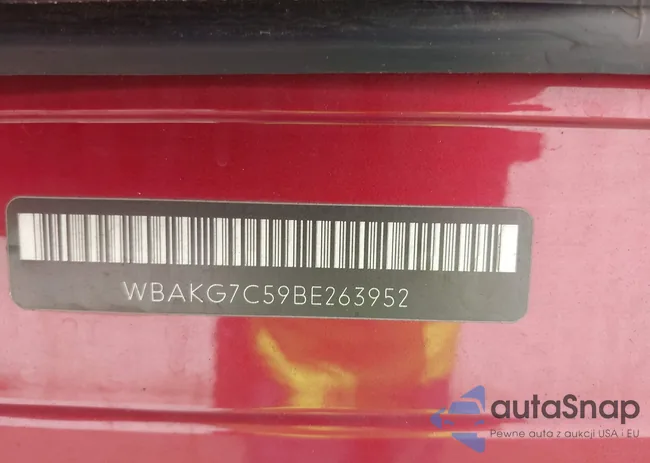 WBAKG7C59BE263952
autaSnap
Pewne auta z aukcji USA i EU